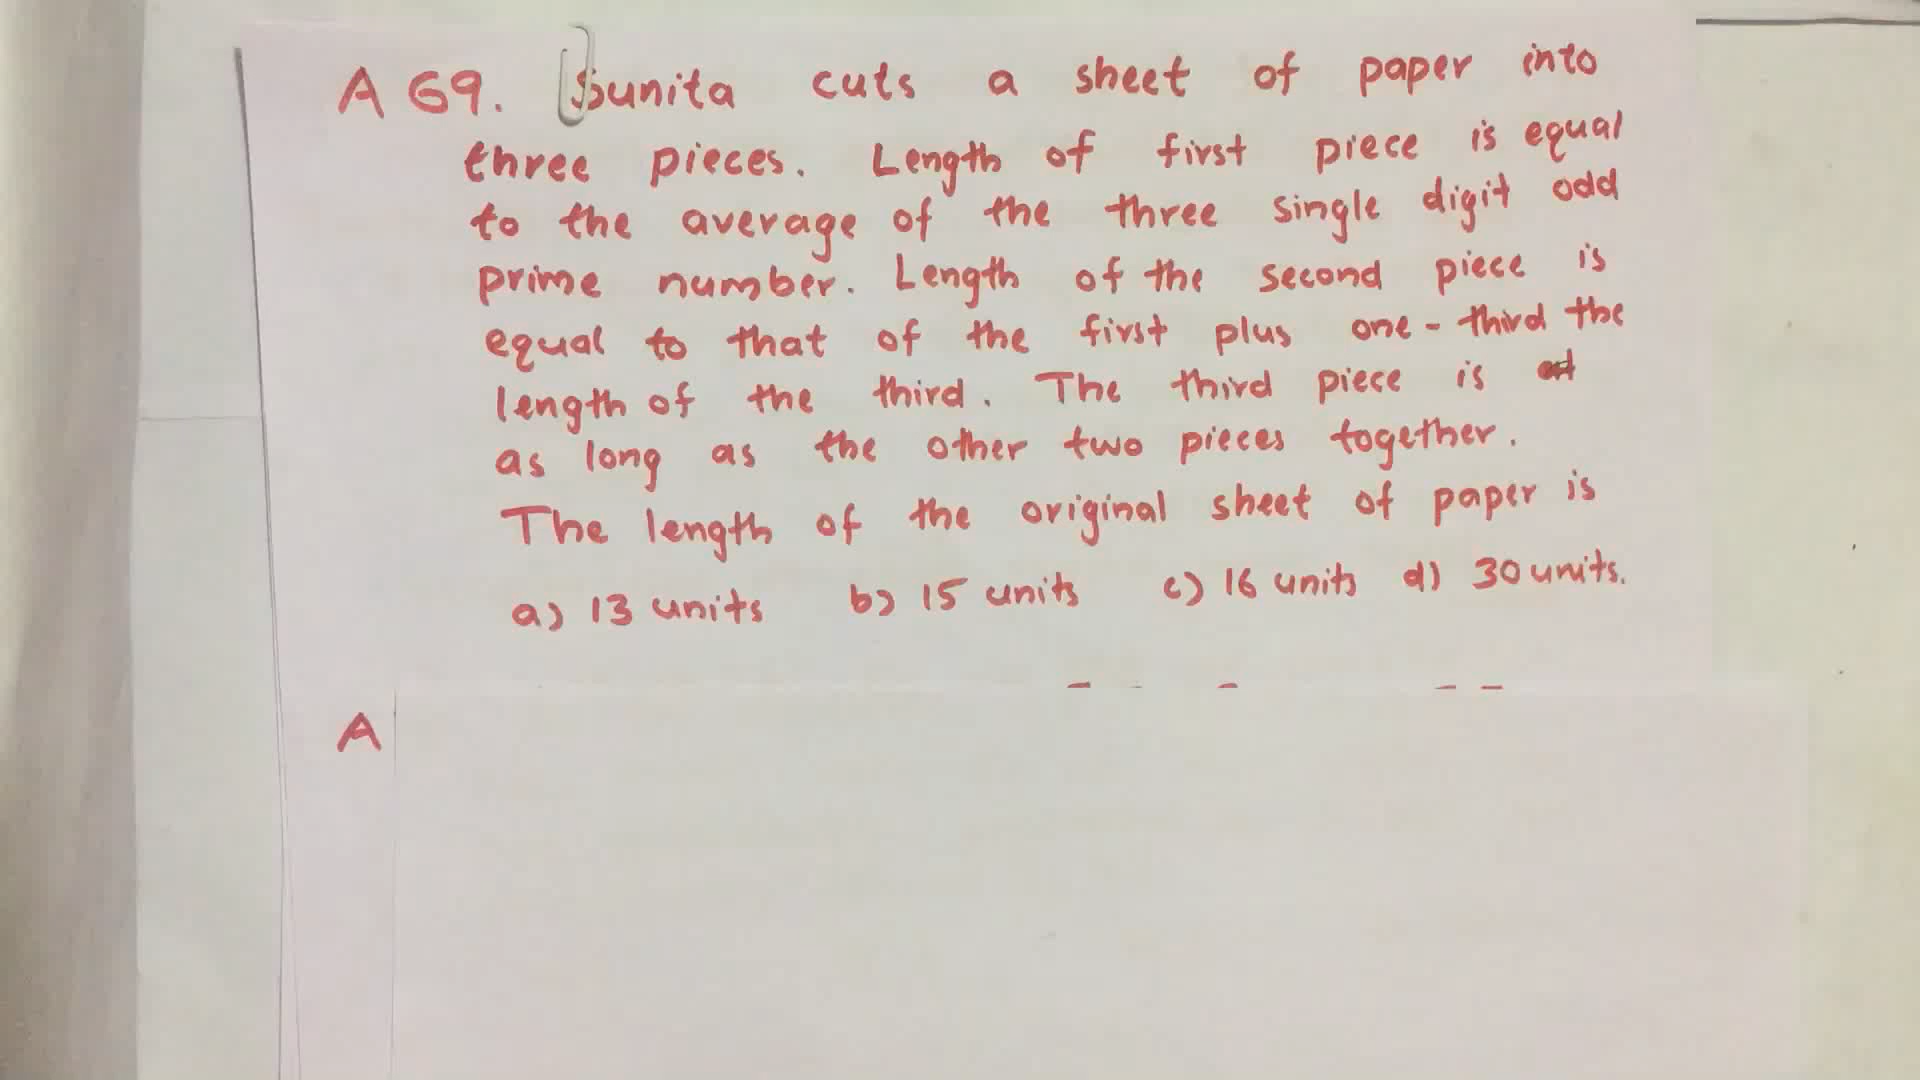 A 69. Sunita cuts a sheet of paper into
three pieces. Length of first piece is equal
to the average of the three single digit odd
prime number. Length of the second piece is
equal to that of the first plus one-third the
length of the third. The third piece is
as long as the other two pieces together.
The length of the original sheet of paper is
a) 13 units b) 15 units c) 16 units d) 30 units.
A